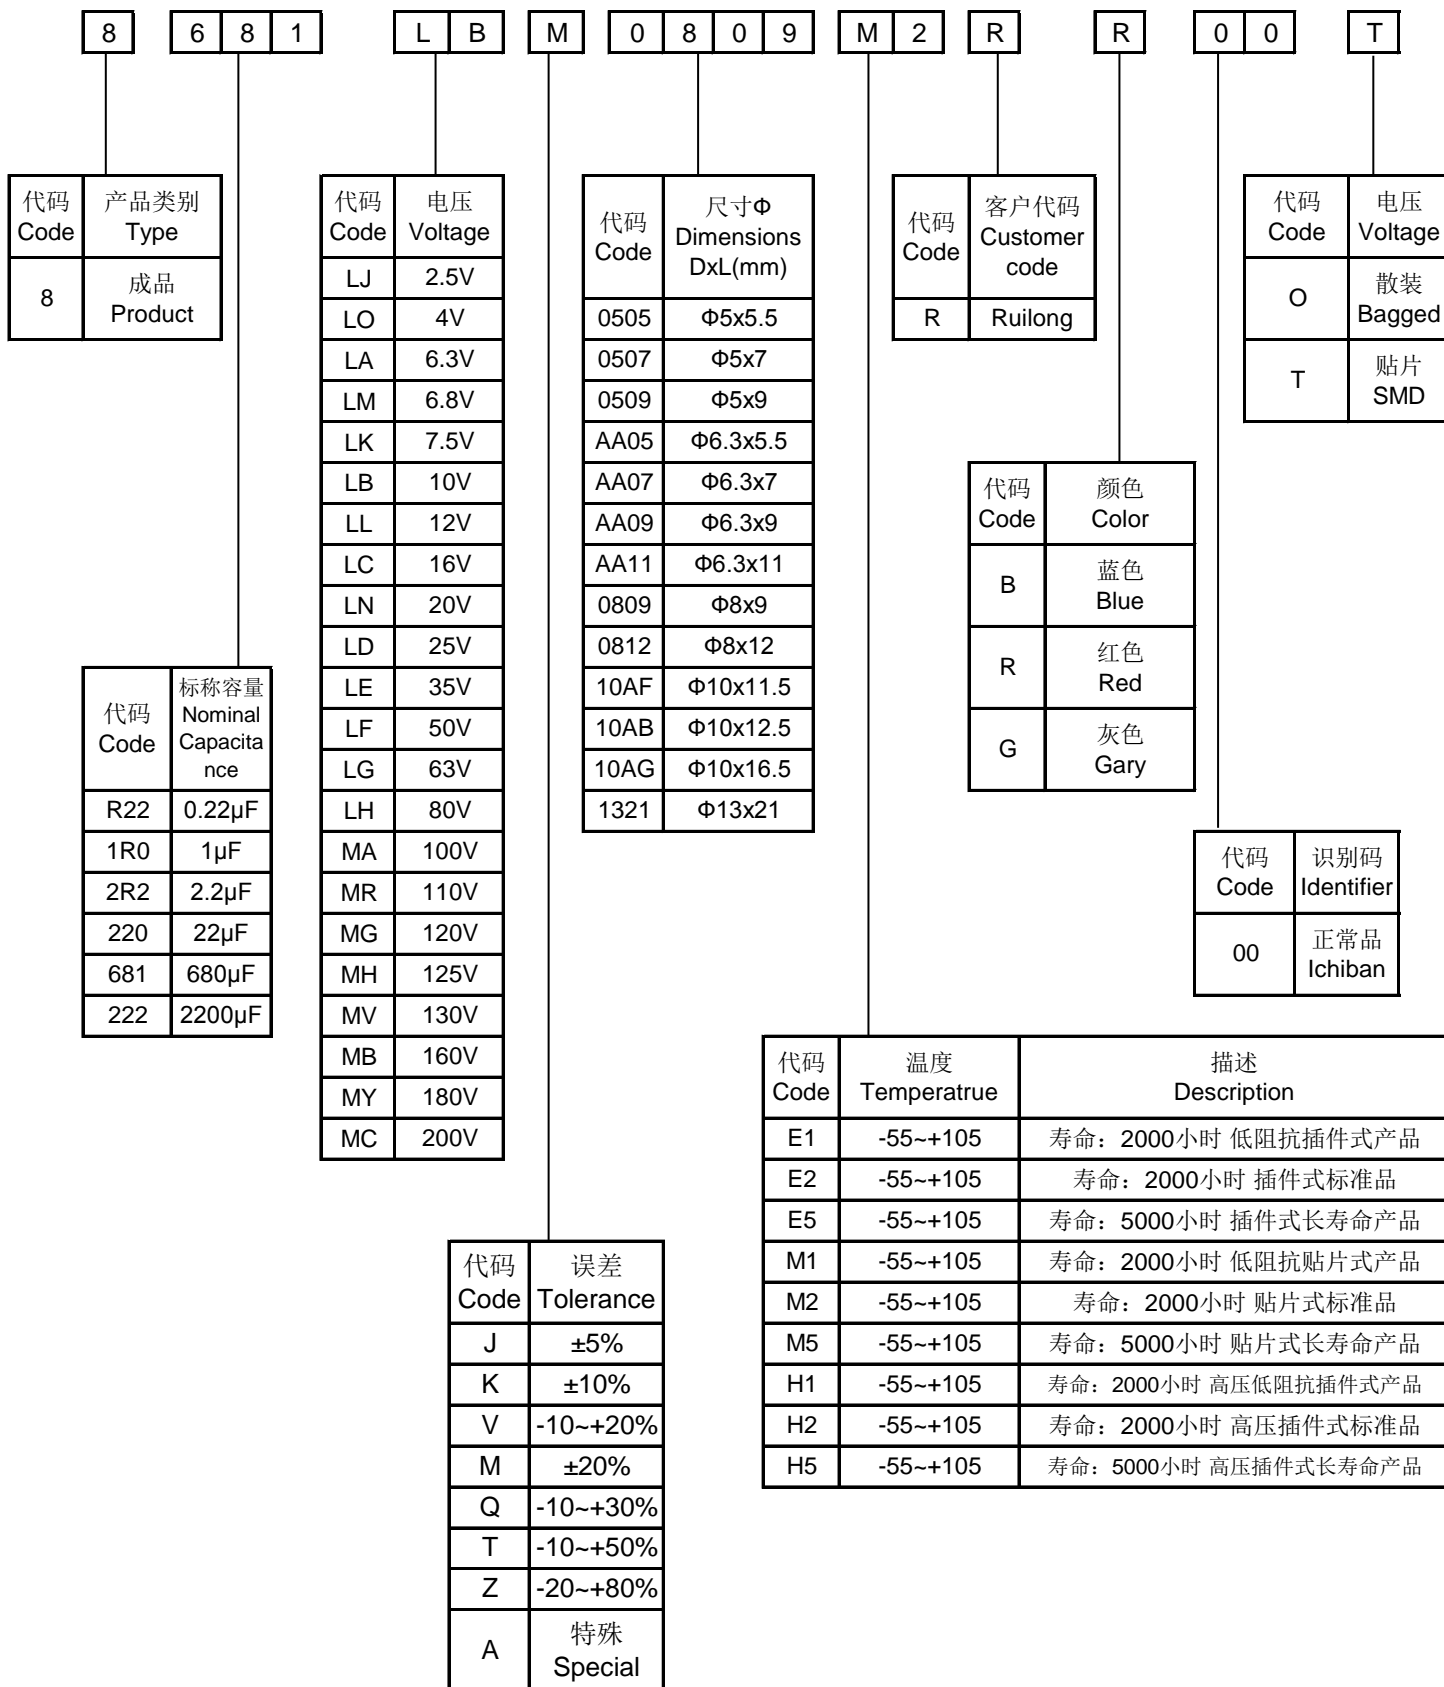 8 6 8 1 L B M 0 8 0 9 M 2 R R 0 0 T
代码 产品类别
Code Type
8 成品
Product
代码 标称容量
Code Nominal
Capacita
nce
R22 0.22µF
1R0 1µF
2R2 2.2µF
220 22µF
681 680µF
222 2200µF
代码 电压
Code Voltage
LJ 2.5V
LO 4V
LA 6.3V
LM 6.8V
LK 7.5V
LB 10V
LL 12V
LC 16V
LN 20V
LD 25V
LE 35V
LF 50V
LG 63V
LH 80V
MA 100V
MR 110V
MG 120V
MH 125V
MV 130V
MB 160V
MY 180V
MC 200V
代码 误差
Code Tolerance
J ±5%
K ±10%
V -10~+20%
M ±20%
Q -10~+30%
T -10~+50%
Z -20~+80%
A 特殊
Special
代码 尺寸Φ
Code Dimensions
DxL(mm)
0505 Φ5x5.5
0507 Φ5x7
0509 Φ5x9
AA05 Φ6.3x5.5
AA07 Φ6.3x7
AA09 Φ6.3x9
AA11 Φ6.3x11
0809 Φ8x9
0812 Φ8x12
10AF Φ10x11.5
10AB Φ10x12.5
10AG Φ10x16.5
1321 Φ13x21
代码 温度 描述
Code Temperatrue Description
E1 -55~+105 寿命：2000小时 低阻抗插件式产品
E2 -55~+105 寿命：2000小时 插件式标准品
E5 -55~+105 寿命：5000小时 插件式长寿命产品
M1 -55~+105 寿命：2000小时 低阻抗贴片式产品
M2 -55~+105 寿命：2000小时 贴片式标准品
M5 -55~+105 寿命：5000小时 贴片式长寿命产品
H1 -55~+105 寿命：2000小时 高压低阻抗插件式产品
H2 -55~+105 寿命：2000小时 高压插件式标准品
H5 -55~+105 寿命：5000小时 高压插件式长寿命产品
代码 客户代码
Code Customer
code
R Ruilong
代码 颜色
Code Color
B 蓝色
Blue
R 红色
Red
G 灰色
Gary
代码 识别码
Code Identifier
00 正常品
Ichiban
代码 电压
Code Voltage
O 散装
Bagged
T 贴片
SMD